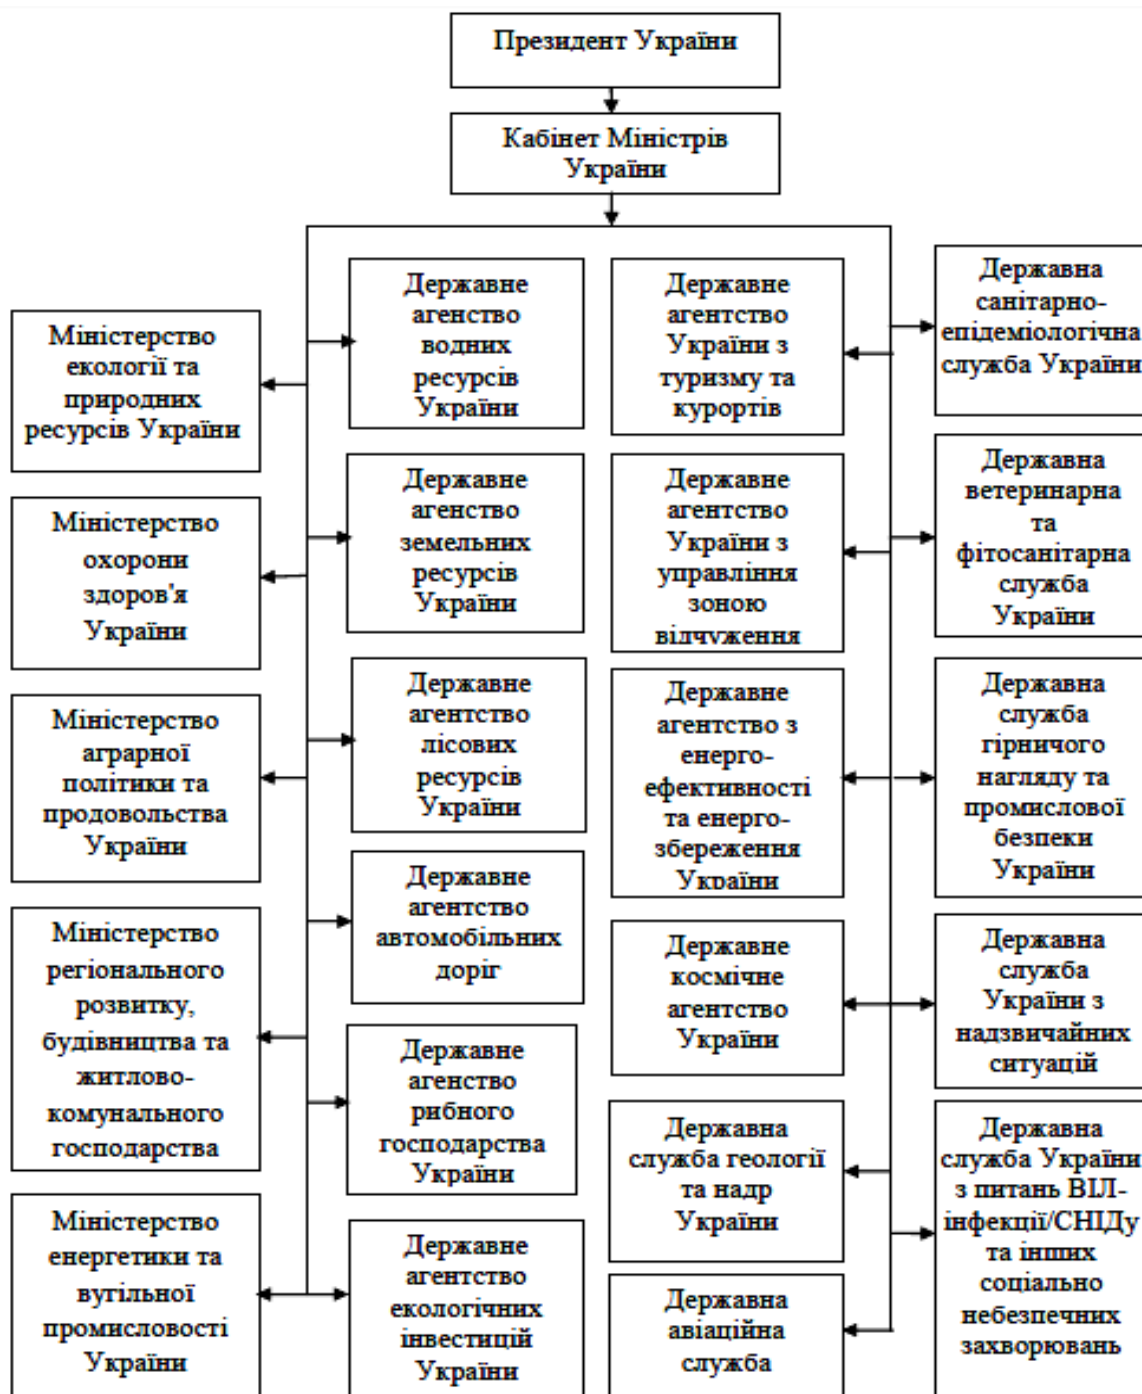 Президент України
Кабінет Міністрів
України
Міністерство
екології та
природних
ресурсів України
Міністерство
охорони
здоров'я
України
Міністерство
аграрної
політики та
продовольства
України
Міністерство
регіонального
розвитку,
будівництва та
житлово-
комунального
господарства
Міністерство
енергетики та
вугільної
промисловості
України
Державне
агенство
водних
ресурсів
України
Державне
агенство
земельних
ресурсів
України
Державне
агентство
лісових
ресурсів
України
Державне
агентство
автомобільних
доріг
Державне
агенство
рибного
господарства
України
Державне
агентство
екологічних
інвестицій
України
Державне
агентство
України з
туризму та
курортів
Державне
агентство
України з
управління
зоною
відчуження
Державне
агентство з
енерго-
ефективності
та енерго-
збереження
України
Державне
космічне
агентство
України
Державна
служба геології
та надр
України
Державна
авіаційна
служба
Державна
санітарно-
епідеміологічна
служба України
Державна
ветеринарна
та
фітосанітарна
служба
України
Державна
служба
гірничого
нагляду та
промислової
безпеки
України
Державна
служба
України з
надзвичайних
ситуацій
Державна
служба України
з питань ВІЛ-
інфекції/СНІДу
та інших
соціально
небезпечних
захворювань